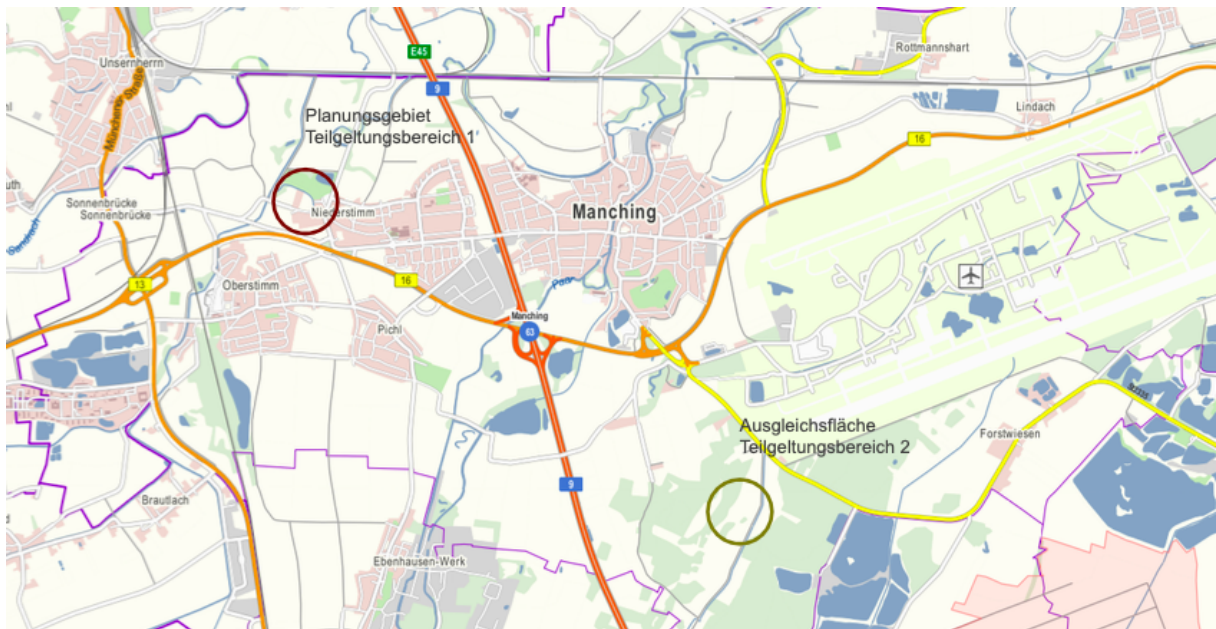 Unsernherrn
Münchener Straße
E45
9
Rottmannshart
Lindach
16
Planungsgebiet
Teilgeltungsbereich 1
Sonnenbrücke
Sonnenbrücke
Niederstimm
Manching
Sandrach
13
Oberstimm
16
Paar
Pichl
Manching
63
Ausgleichsfläche
Teilgeltungsbereich 2
Forstwiesen
9
Brautlach
Ebenhausen-Werk